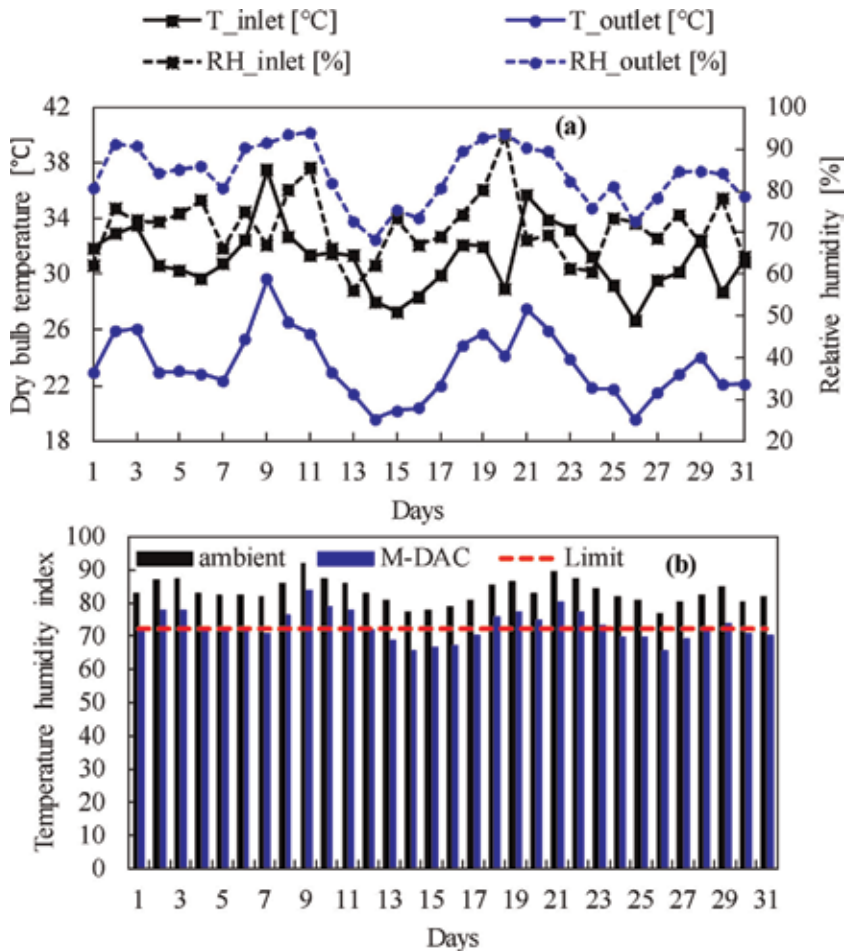 T_inlet [°C] T_outlet [°C]
RH_inlet [%] RH_outlet [%]
(a)
Dry bulb temperature [°C]
42
38
34
30
26
22
18
Relative humidity [%]
100
90
80
70
60
50
40
30
20
1 3 5 7 9 11 13 15 17 19 21 23 25 27 29 31
Days
ambient M-DAC Limit (b)
Temperature humidity index
100
90
80
70
60
50
40
30
20
10
0
1 3 5 7 9 11 13 15 17 19 21 23 25 27 29 31
Days